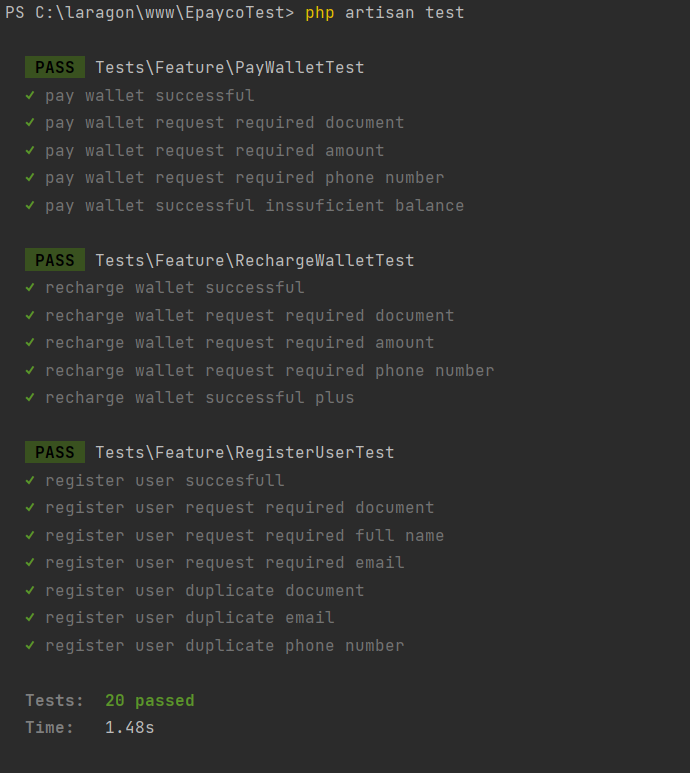 PS C:\laragon\www\EpaycoTest> php artisan test
PASS Tests\Feature\PayWalletTest
✓ pay wallet successful
✓ pay wallet request required document
✓ pay wallet request required amount
✓ pay wallet request required phone number
✓ pay wallet successful inssuficient balance
PASS Tests\Feature\RechargeWalletTest
✓ recharge wallet successful
✓ recharge wallet request required document
✓ recharge wallet request required amount
✓ recharge wallet request required phone number
✓ recharge wallet successful plus
PASS Tests\Feature\RegisterUserTest
✓ register user succesfull
✓ register user request required document
✓ register user request required full name
✓ register user request required email
✓ register user duplicate document
✓ register user duplicate email
✓ register user duplicate phone number
Tests: 20 passed
Time: 1.48s